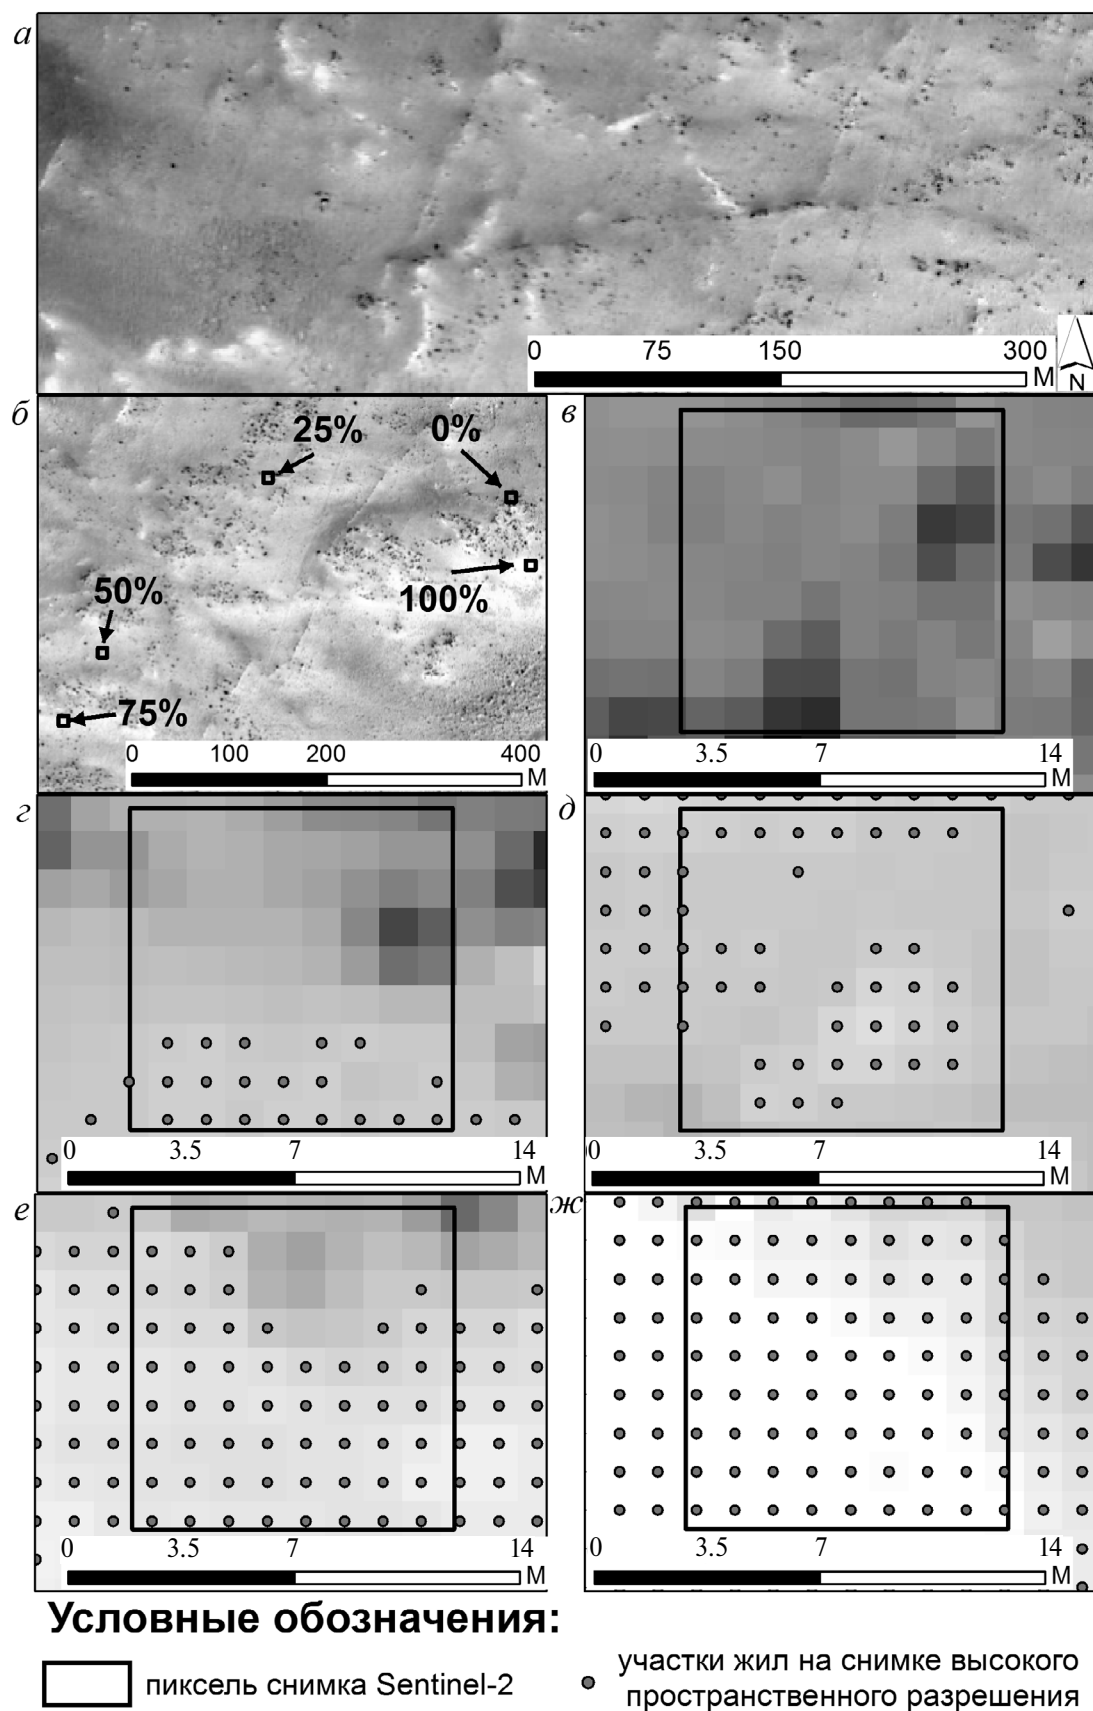 а
0 75 150 300
М
N
б
25% 0%
50%
100%
75%
0 100 200 400
М
в
0 3.5 7 14
М
г
0 3.5 7 14
М
д
0 3.5 7 14
М
е
0 3.5 7 14
М
ж
0 3.5 7 14
М
Условные обозначения:
пиксель снимка Sentinel-2
участки жил на снимке высокого
пространственного разрешения